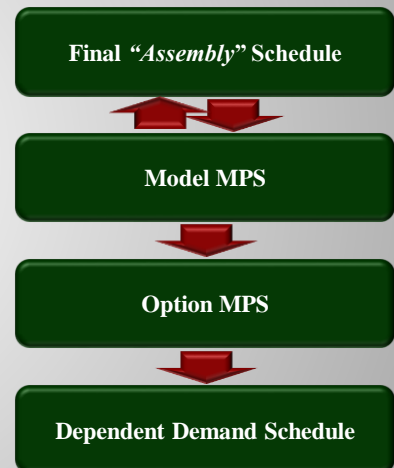 Final “Assembly” Schedule
Model MPS
Option MPS
Dependent Demand Schedule